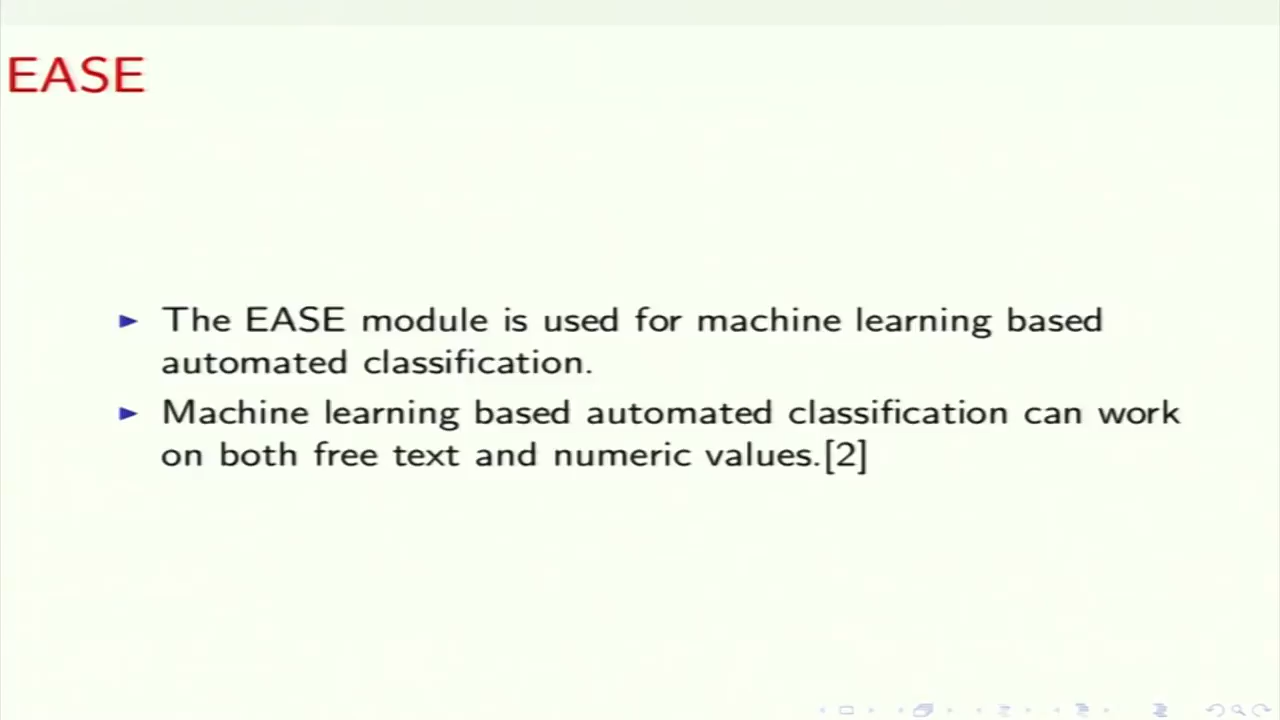 EASE
The EASE module is used for machine learning based
automated classification.
Machine learning based automated classification can work
on both free text and numeric values.[2]